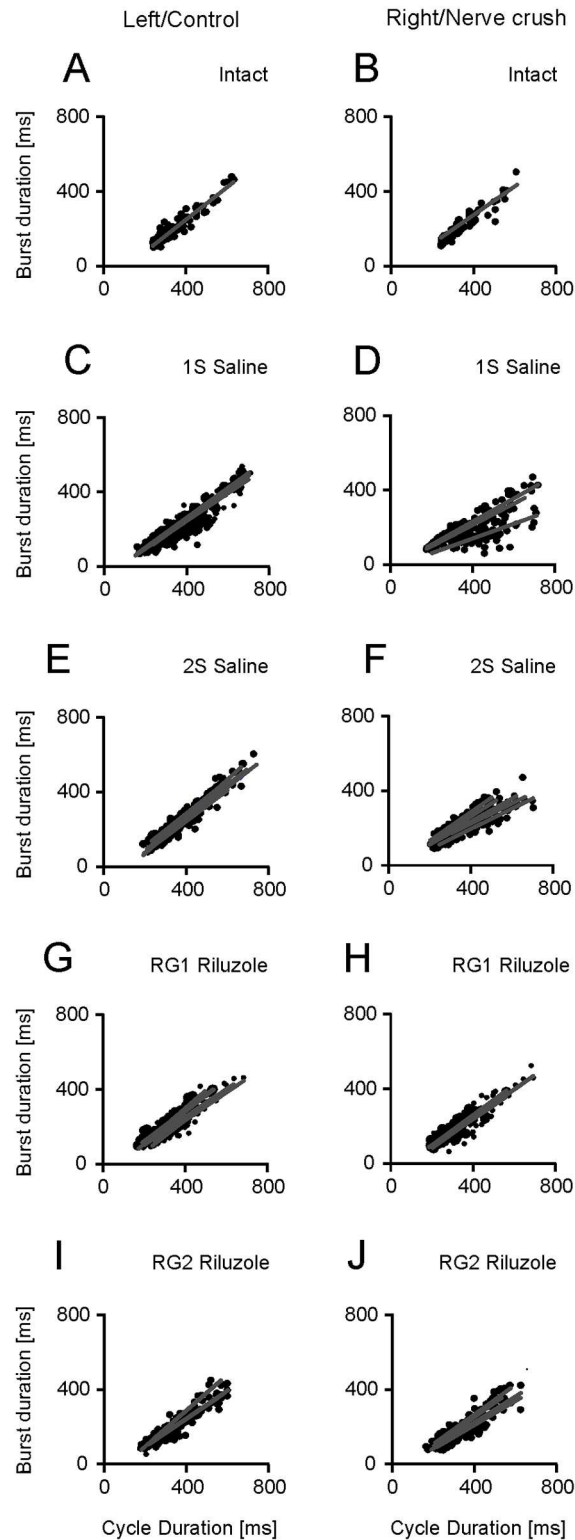 Left/Control Right/Nerve crush
A Intact B Intact
800
400
0
Burst duration [ms]
0 400 800
800
400
0
0 400 800
C 1S Saline D 1S Saline
800
400
0
Burst duration [ms]
0 400 800
800
400
0
0 400 800
E 2S Saline F 2S Saline
800
400
0
Burst duration [ms]
0 400 800
800
400
0
0 400 800
G RG1 Riluzole H RG1 Riluzole
800
400
0
Burst duration [ms]
0 400 800
800
400
0
0 400 800
I RG2 Riluzole J RG2 Riluzole
800
400
0
Burst duration [ms]
0 400 800
800
400
0
0 400 800
Cycle Duration [ms] Cycle Duration [ms]